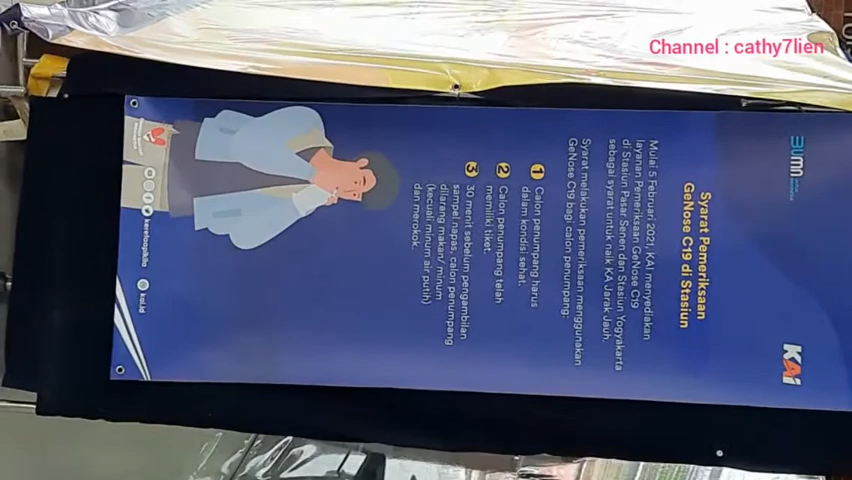 Channel : cathy7lien
BUMN
KAI
Syarat Pemeriksaan
GeNose C19 di Stasiun
Mulai 5 Februari 2021, KAI menyediakan
layanan Pemeriksaan GeNose C19
di Stasiun Pasar Senen dan Stasiun Yogyakarta
sebagai syarat untuk naik KA Jarak Jauh.
Syarat melakukan pemeriksaan menggunakan
GeNose C19 bagi calon penumpang:
1 Calon penumpang harus
dalam kondisi sehat.
2 Calon penumpang telah
memiliki tiket.
3 30 menit sebelum pengambilan
sampel napas, calon penumpang
dilarang makan/ minum
(kecuali minum air putih)
dan merokok.
keretaapikita
kai.id